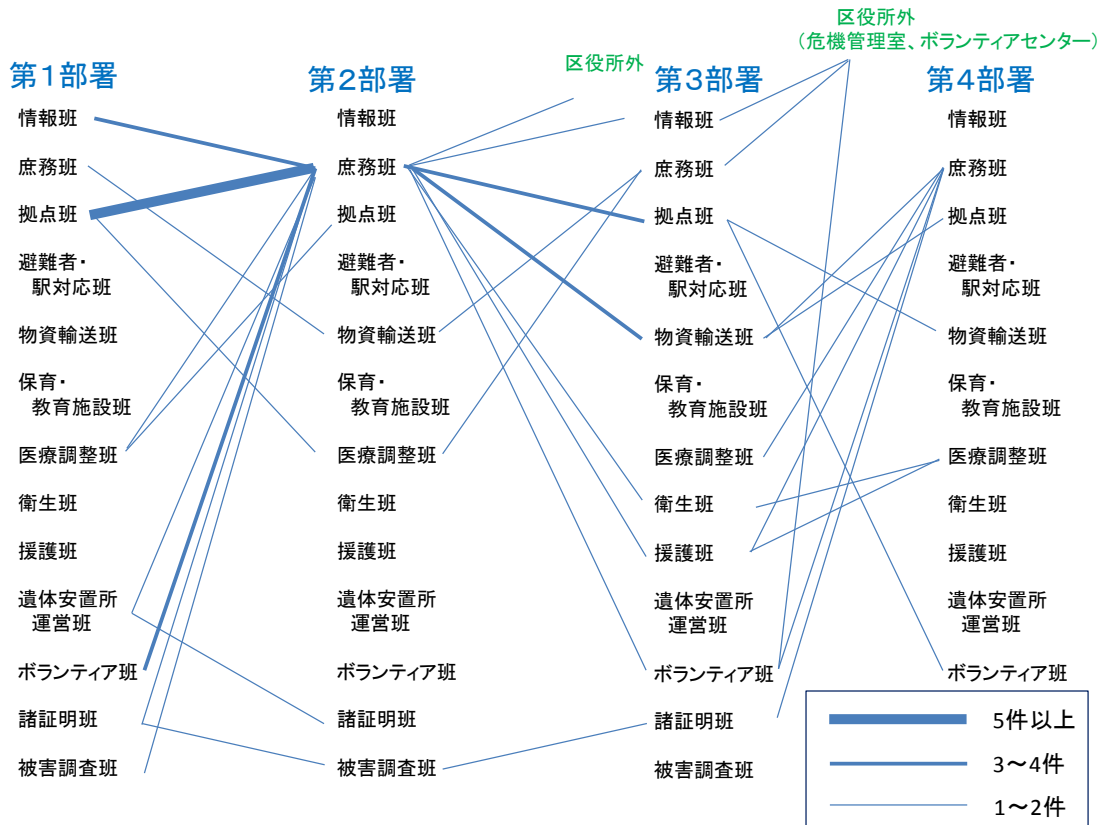 区役所外
(危機管理室、ボランティアセンター)
区役所外
第1部署
情報班
庶務班
拠点班
避難者・
駅対応班
物資輸送班
保育・
教育施設班
医療調整班
衛生班
援護班
遺体安置所
運営班
ボランティア班
諸証明班
被害調査班
第2部署
情報班
庶務班
拠点班
避難者・
駅対応班
物資輸送班
保育・
教育施設班
医療調整班
衛生班
援護班
遺体安置所
運営班
ボランティア班
諸証明班
被害調査班
第3部署
情報班
庶務班
拠点班
避難者・
駅対応班
物資輸送班
保育・
教育施設班
医療調整班
衛生班
援護班
遺体安置所
運営班
ボランティア班
諸証明班
被害調査班
第4部署
情報班
庶務班
拠点班
避難者・
駅対応班
物資輸送班
保育・
教育施設班
医療調整班
衛生班
援護班
遺体安置所
運営班
ボランティア班
5件以上
3～4件
1～2件